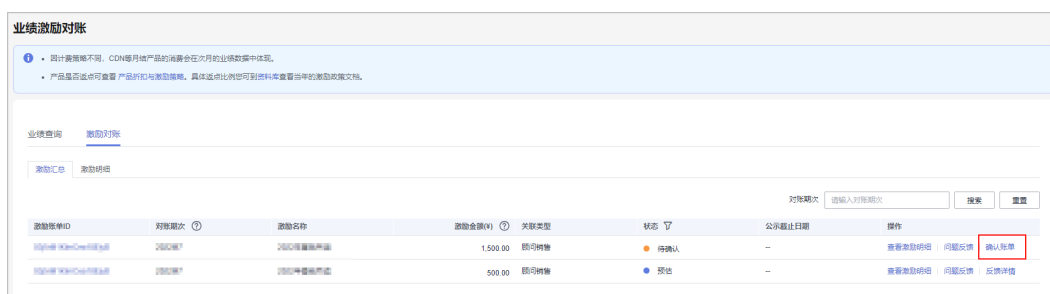 业绩激励对账
因计费策略不同，CDN等月结产品的消费会在次月的业绩数据中体现。
产品是否返点可查看 产品折扣与激励策略。具体返点比例您可到资料库查看当年的激励政策文档。
业绩查询 激励对账
激励汇总 激励明细
对账期次 请输入对账期次 搜索 重置
激励账单ID 对账期次 激励名称 激励金额(¥) 关联类型 状态 公示截止日期 操作
1,500.00 顾问销售 待确认 -- 查看激励明细 问题反馈 确认账单
500.00 顾问销售 预估 -- 查看激励明细 问题反馈 反馈详情